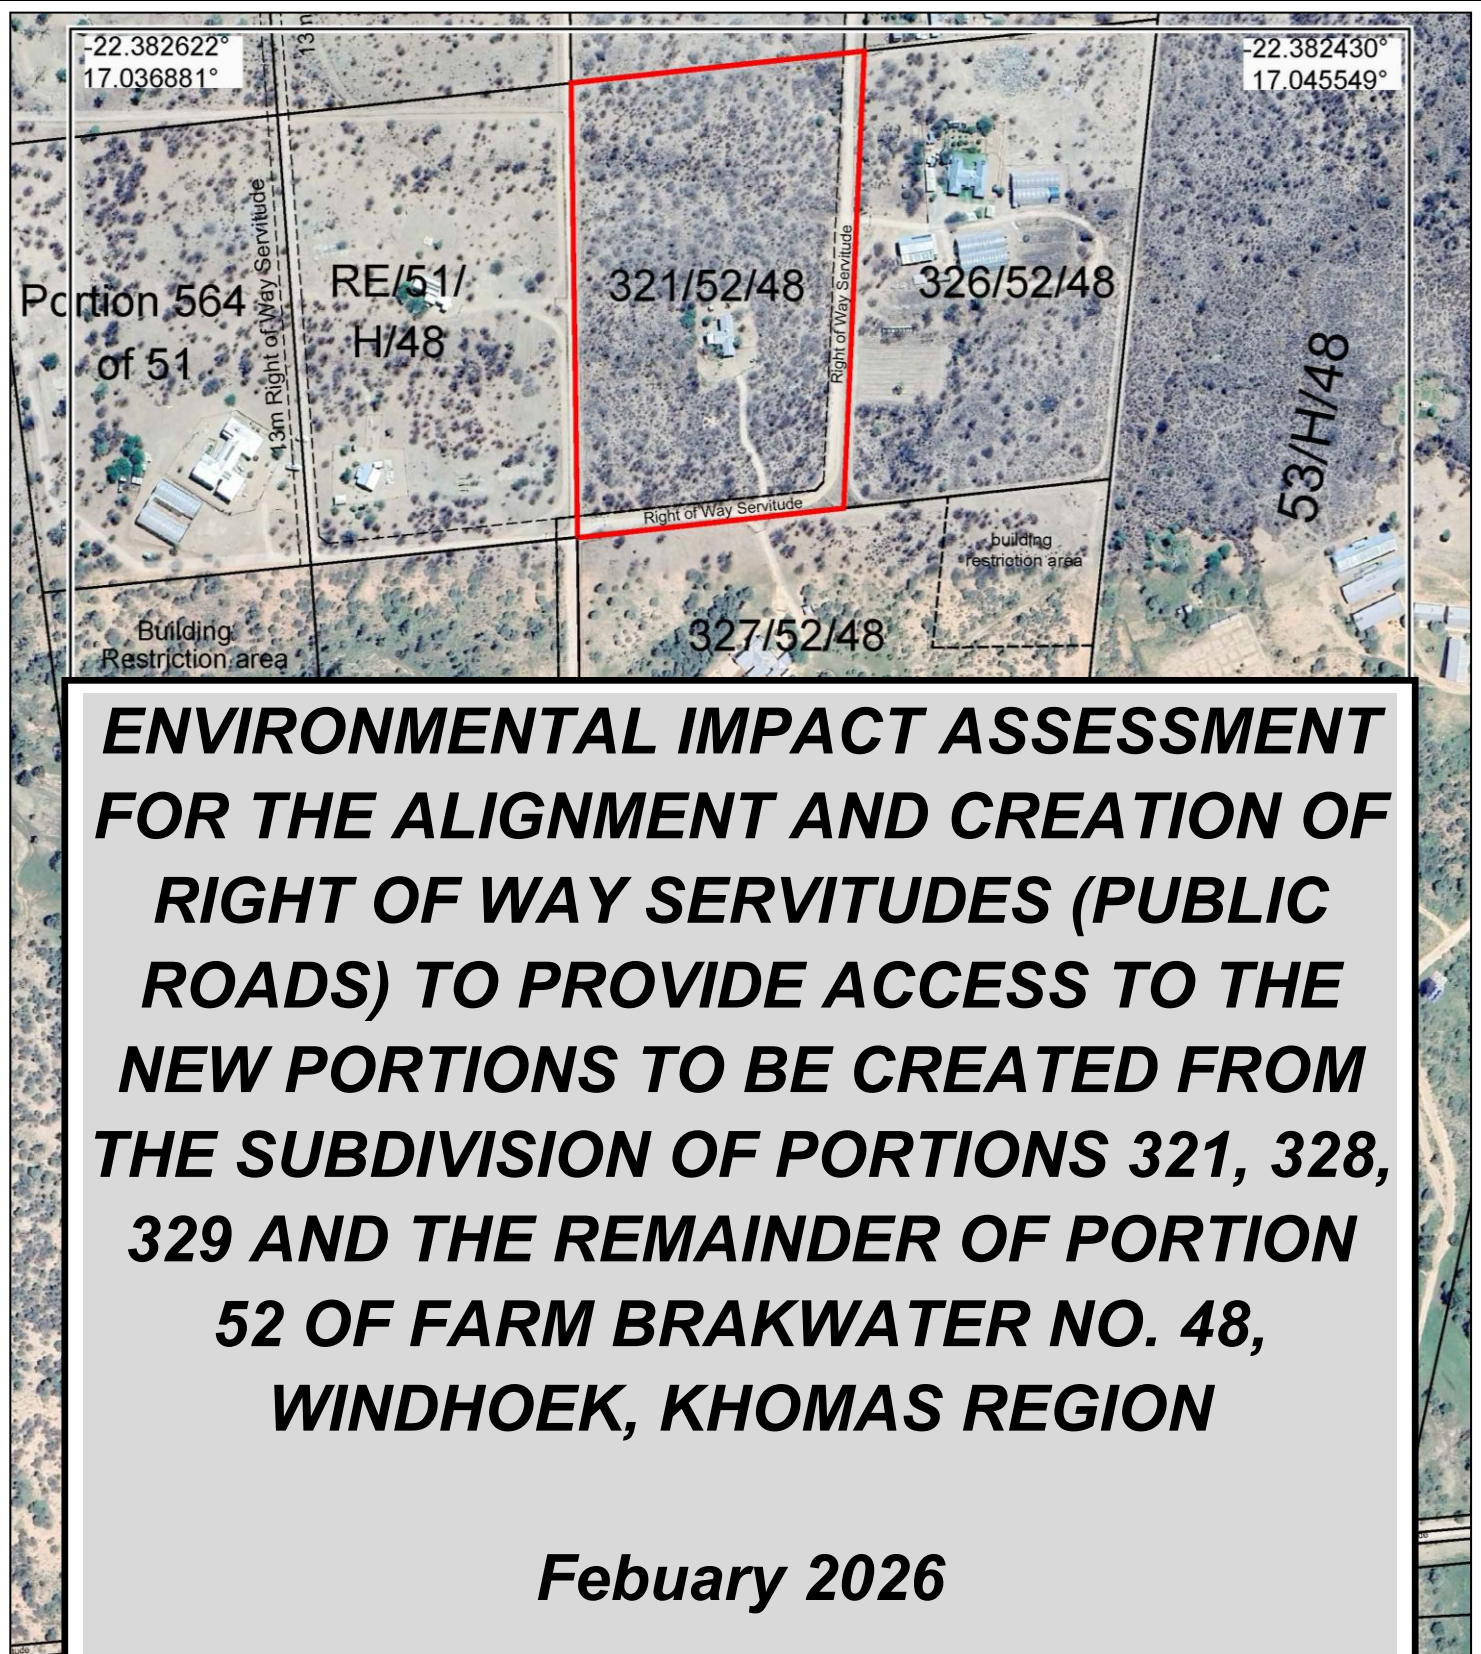 -22.382622°
17.036881°
13 n
-22.382430°
17.045549°
Portion 564
of 51
13m Right of Way Servitude
RE/51/
H/48
321/52/48
Right of Way Servitude
326/52/48
53/H/48
Right of Way Servitude
building
restriction area
Building
Restriction area
327/52/48
ENVIRONMENTAL IMPACT ASSESSMENT
FOR THE ALIGNMENT AND CREATION OF
RIGHT OF WAY SERVITUDES (PUBLIC
ROADS) TO PROVIDE ACCESS TO THE
NEW PORTIONS TO BE CREATED FROM
THE SUBDIVISION OF PORTIONS 321, 328,
329 AND THE REMAINDER OF PORTION
52 OF FARM BRAKWATER NO. 48,
WINDHOEK, KHOMAS REGION
Febuary 2026